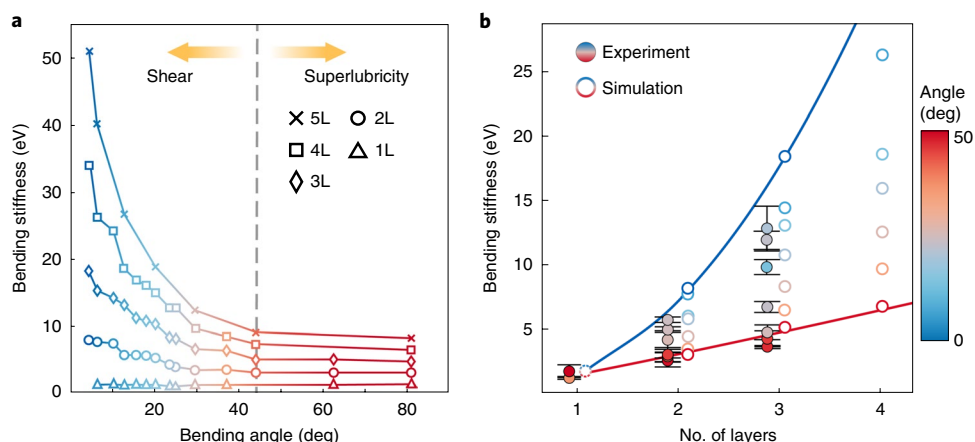 a
Bending stiffness (eV)
50
40
30
20
10
0
Shear
Superlubricity
5L
2L
4L
1L
3L
20
40
60
80
Bending angle (deg)
b
Bending stiffness (eV)
25
20
15
10
5
Experiment
Simulation
1
2
3
4
No. of layers
Angle
(deg)
50
0